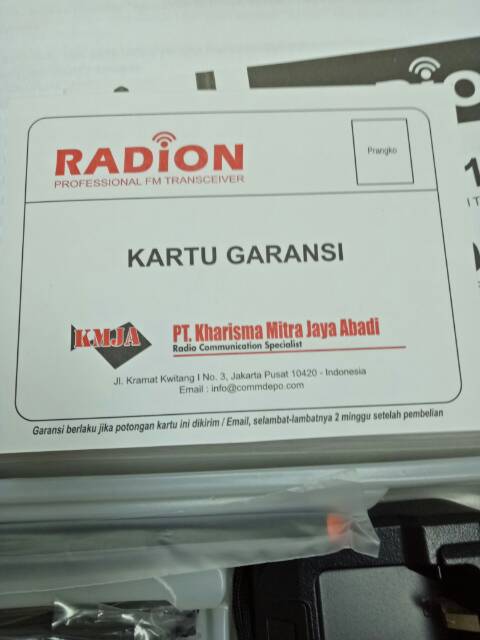 RADiON
PROFESSIONAL FM TRANSCEIVER
Prangko
KARTU GARANSI
KMJA
PT. Kharisma Mitra Jaya Abadi
Radio Communication Specialist
Jl. Kramat Kwitang I No. 3, Jakarta Pusat 10420 - Indonesia
Email : info@commdepo.com
Garansi berlaku jika potongan kartu ini dikirim / Email, selambat-lambatnya 2 minggu setelah pembelian